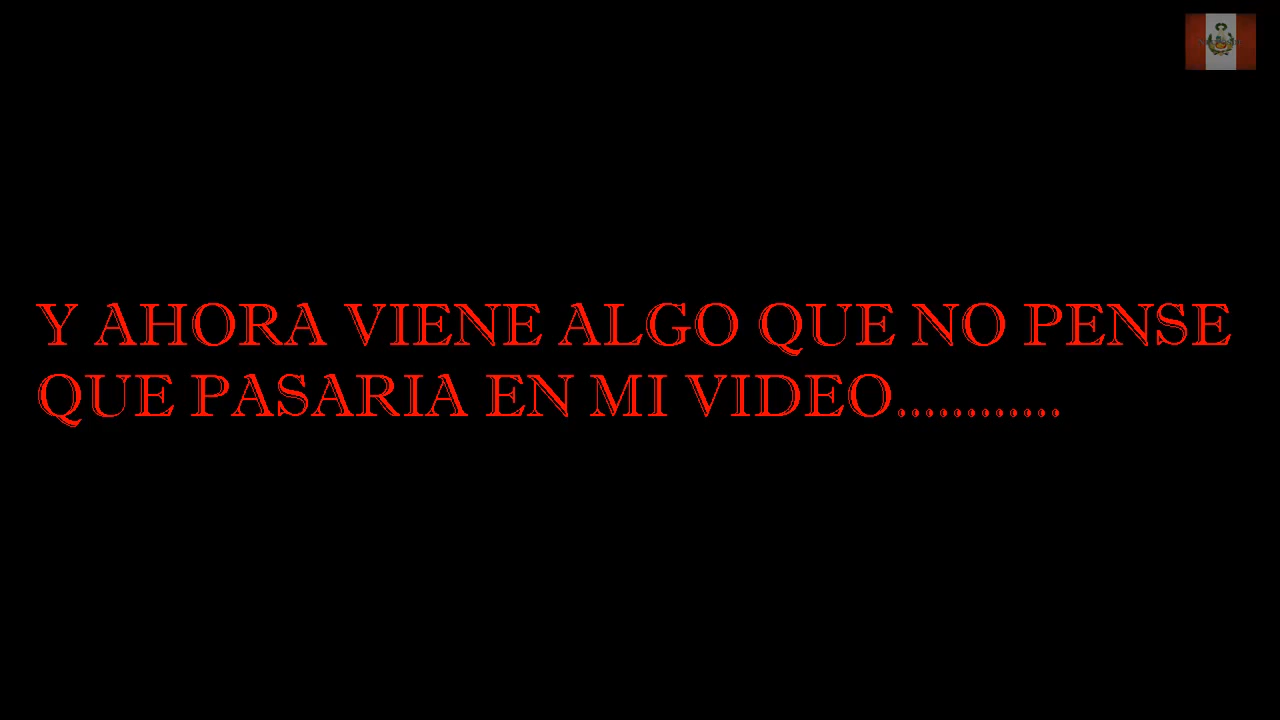 Y AHORA VIENE ALGO QUE NO PENSE
QUE PASARIA EN MI VIDEO............